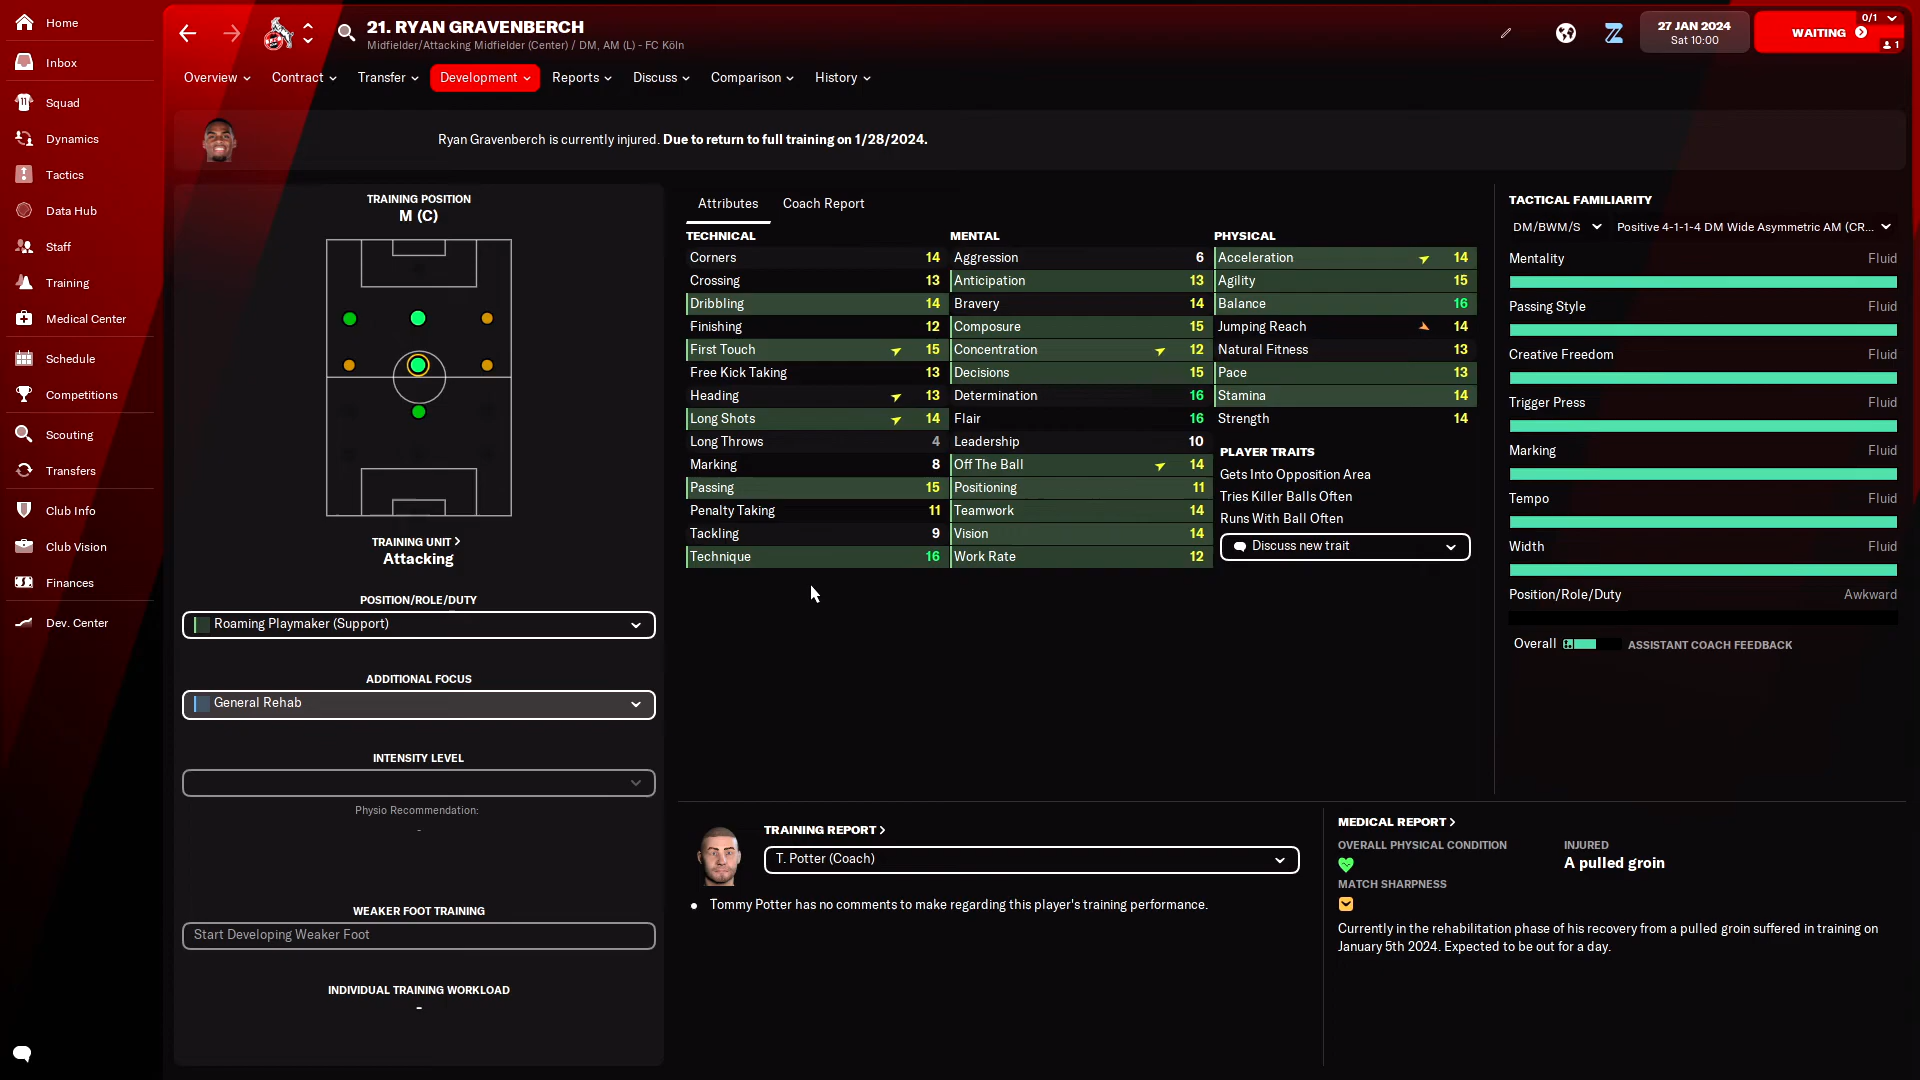 Home
Inbox
Squad
Dynamics
Tactics
Data Hub
Staff
Training
Medical Center
Schedule
Competitions
Scouting
Transfers
Club Info
Club Vision
Finances
Dev. Center
21. RYAN GRAVENBERCH
Midfielder/Attacking Midfielder (Center) / DM, AM (L) - FC Köln
27 JAN 2024
Sat 10:00
WAITING
0/1
1
Overview
Contract
Transfer
Development
Reports
Discuss
Comparison
History
Ryan Gravenberch is currently injured. Due to return to full training on 1/28/2024.
TRAINING POSITION
M (C)
TRAINING UNIT
Attacking
POSITION/ROLE/DUTY
Roaming Playmaker (Support)
ADDITIONAL FOCUS
General Rehab
INTENSITY LEVEL
Physio Recommendation:
-
WEAKER FOOT TRAINING
Start Developing Weaker Foot
INDIVIDUAL TRAINING WORKLOAD
-
Attributes
Coach Report
TECHNICAL
Corners 14
Crossing 13
Dribbling 14
Finishing 12
First Touch 15
Free Kick Taking 13
Heading 13
Long Shots 14
Long Throws 4
Marking 8
Passing 15
Penalty Taking 11
Tackling 9
Technique 16
MENTAL
Aggression 6
Anticipation 13
Bravery 14
Composure 15
Concentration 12
Decisions 15
Determination 16
Flair 16
Leadership 10
Off The Ball 14
Positioning 11
Teamwork 14
Vision 14
Work Rate 12
PHYSICAL
Acceleration 14
Agility 15
Balance 16
Jumping Reach 14
Natural Fitness 13
Pace 13
Stamina 14
Strength 14
PLAYER TRAITS
Gets Into Opposition Area
Tries Killer Balls Often
Runs With Ball Often
Discuss new trait
TACTICAL FAMILIARITY
DM/BWM/S
Positive 4-1-1-4 DM Wide Asymmetric AM (CR...
Mentality Fluid
Passing Style Fluid
Creative Freedom Fluid
Trigger Press Fluid
Marking Fluid
Tempo Fluid
Width Fluid
Position/Role/Duty Awkward
Overall
ASSISTANT COACH FEEDBACK
TRAINING REPORT
T. Potter (Coach)
Tommy Potter has no comments to make regarding this player's training performance.
MEDICAL REPORT
OVERALL PHYSICAL CONDITION
INJURED
A pulled groin
MATCH SHARPNESS
Currently in the rehabilitation phase of his recovery from a pulled groin suffered in training on
January 5th 2024. Expected to be out for a day.